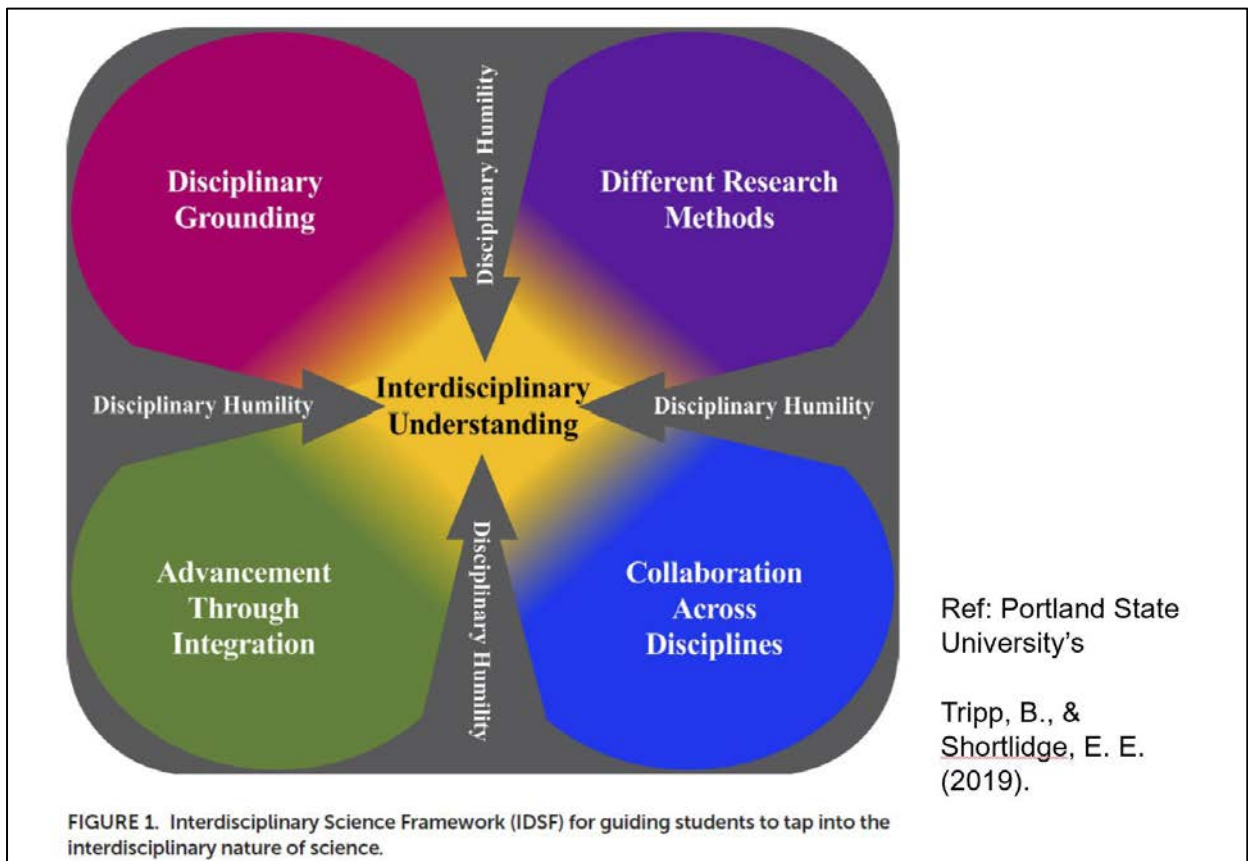 Disciplinary
Grounding
Disciplinary Humility
Different Research
Methods
Disciplinary Humility
Interdisciplinary
Understanding
Disciplinary Humility
Advancement
Through
Integration
Disciplinary Humility
Collaboration
Across
Disciplines
Ref: Portland State
University's
Tripp, B., &
Shortlidge, E. E.
(2019).
FIGURE 1. Interdisciplinary Science Framework (IDSF) for guiding students to tap into the
interdisciplinary nature of science.